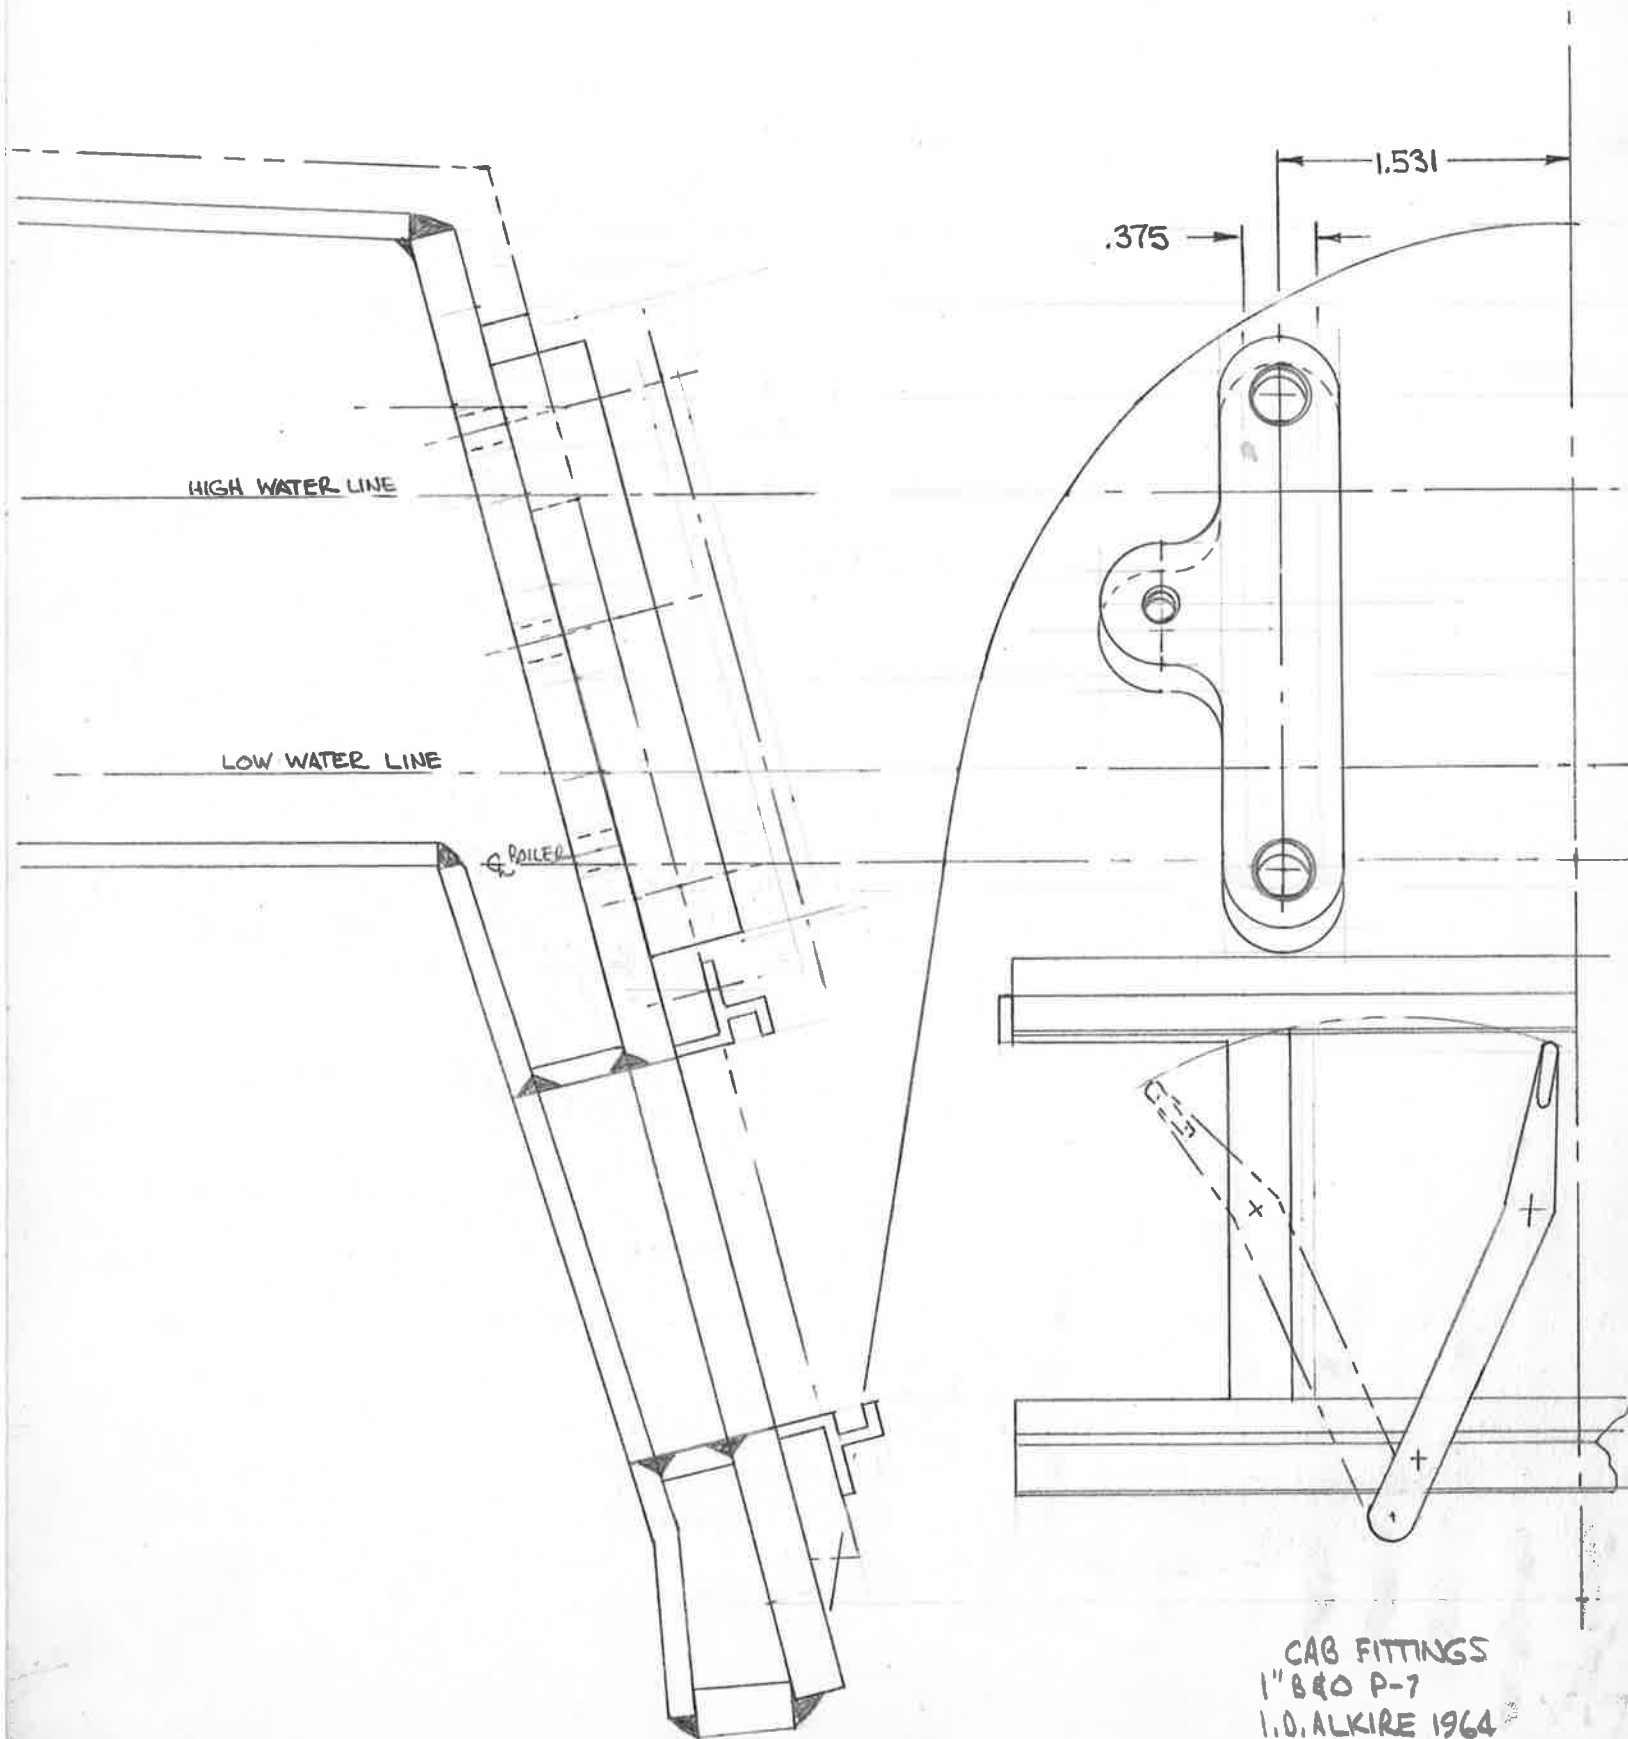 1.531
.375
HIGH WATER LINE
LOW WATER LINE
℄ BOILER
CAB FITTINGS
1" B&O P-7
I.D. ALKIRE 1964